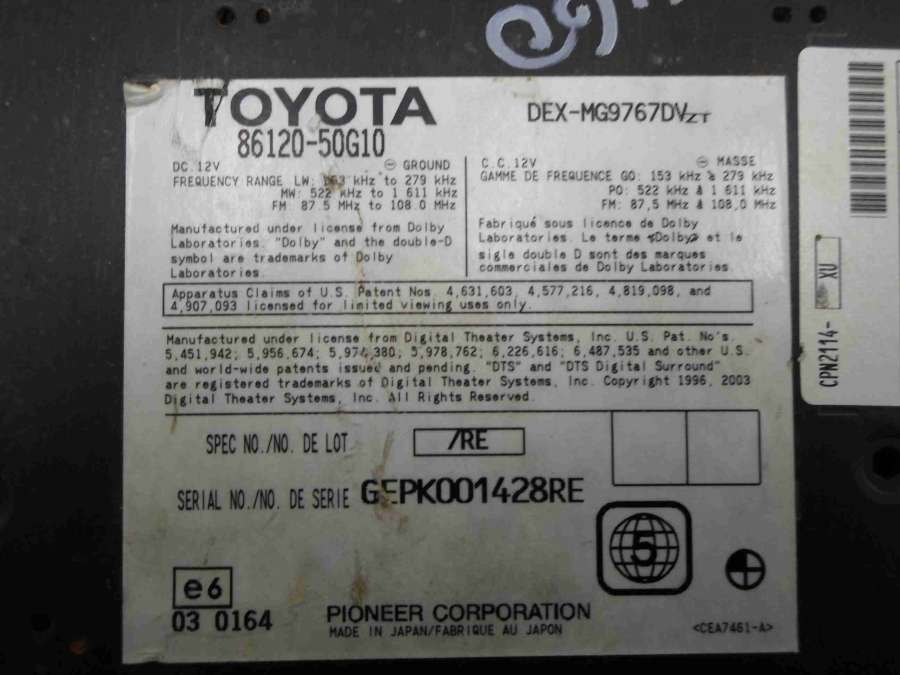 TOYOTA
86120-50G10
DEX-MG9767DVZT
DC. 12V ⊖ GROUND
FREQUENCY RANGE LW: 153 kHz to 279 kHz
MW: 522 kHz to 1 611 kHz
FM: 87.5 MHz to 108.0 MHz
Manufactured under license from Dolby
Laboratories. "Dolby" and the double-D
symbol are trademarks of Dolby
Laboratories.
C.C.12V ⊖ MASSE
GAMME DE FREQUENCE GO: 153 kHz à 279 kHz
PO: 522 kHz à 1 611 kHz
FM: 87,5 MHz à 108,0 MHz
Fabriqué sous licence de Dolby
Laboratories. Le terme «Dolby» et le
sigle double D sont des marques
commerciales de Dolby Laboratories.
Apparatus Claims of U.S. Patent Nos. 4,631,603, 4,577,216, 4,819,098, and
4,907,093 licensed for limited viewing uses only.
Manufactured under license from Digital Theater Systems, Inc. U.S. Pat. No's.
5,451,942; 5,956,674; 5,974,380; 5,978,762; 6,226,616; 6,487,535 and other U.S.
and world-wide patents issued and pending. "DTS" and "DTS Digital Surround"
are registered trademarks of Digital Theater Systems, Inc. Copyright 1996, 2003
Digital Theater Systems, Inc. All Rights Reserved.
SPEC NO./NO. DE LOT /RE
SERIAL NO./NO. DE SERIE GEPK001428RE
5
e6
03 0164
PIONEER CORPORATION
MADE IN JAPAN/FABRIQUE AU JAPON
<CEA7461-A>
CPN2114- XU